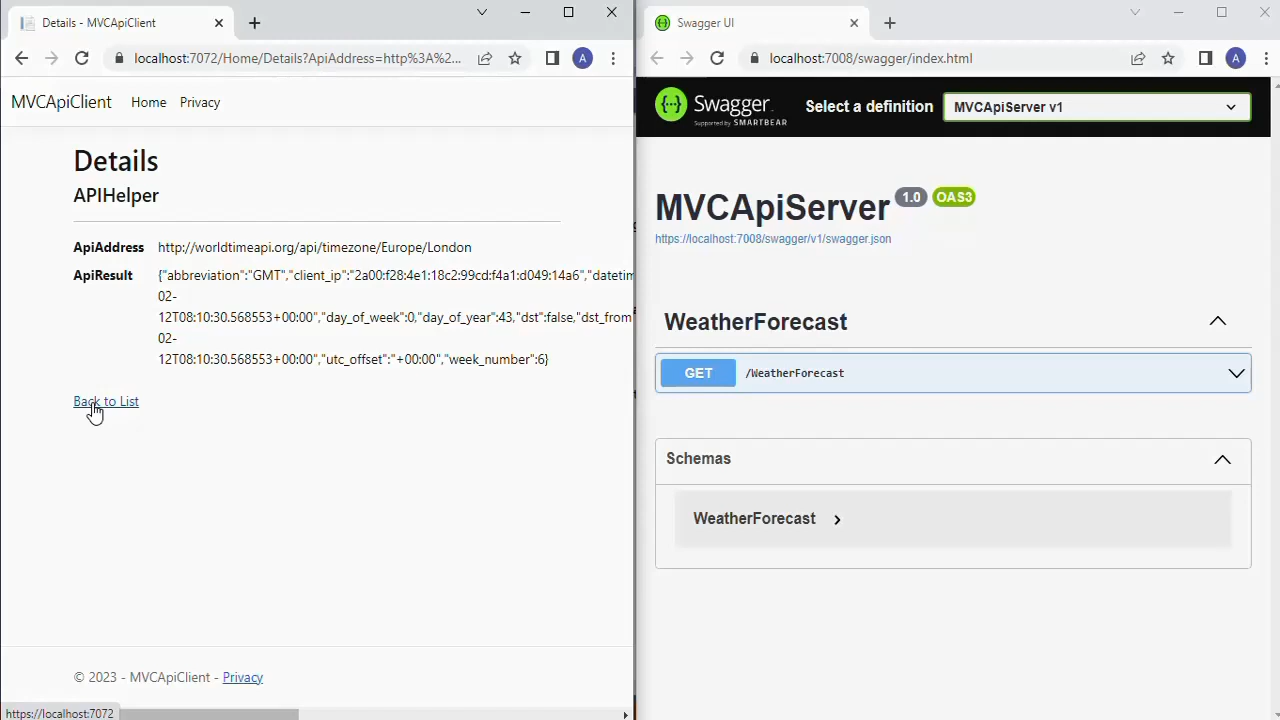 Details - MVCApiClient
localhost:7072/Home/Details?ApiAddress=http%3A%2...
A
MVCApiClient Home Privacy
Details
APIHelper
ApiAddress http://worldtimeapi.org/api/timezone/Europe/London
ApiResult {"abbreviation":"GMT","client_ip":"2a00:f28:4e1:18c2:99cd:f4a1:d049:14a6","datetim
02-
12T08:10:30.568553+00:00","day_of_week":0,"day_of_year":43,"dst":false,"dst_from
02-
12T08:10:30.568553+00:00","utc_offset":"+00:00","week_number":6}
Back to List
© 2023 - MVCApiClient - Privacy
https://localhost:7072
Swagger UI
localhost:7008/swagger/index.html
A
Swagger
Supported by SMARTBEAR
Select a definition
MVCApiServer v1
MVCApiServer 1.0 OAS3
https://localhost:7008/swagger/v1/swagger.json
WeatherForecast
GET /WeatherForecast
Schemas
WeatherForecast